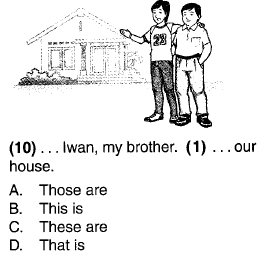 23
(10) ... Iwan, my brother. (1) ... our
house.
A. Those are
B. This is
C. These are
D. That is